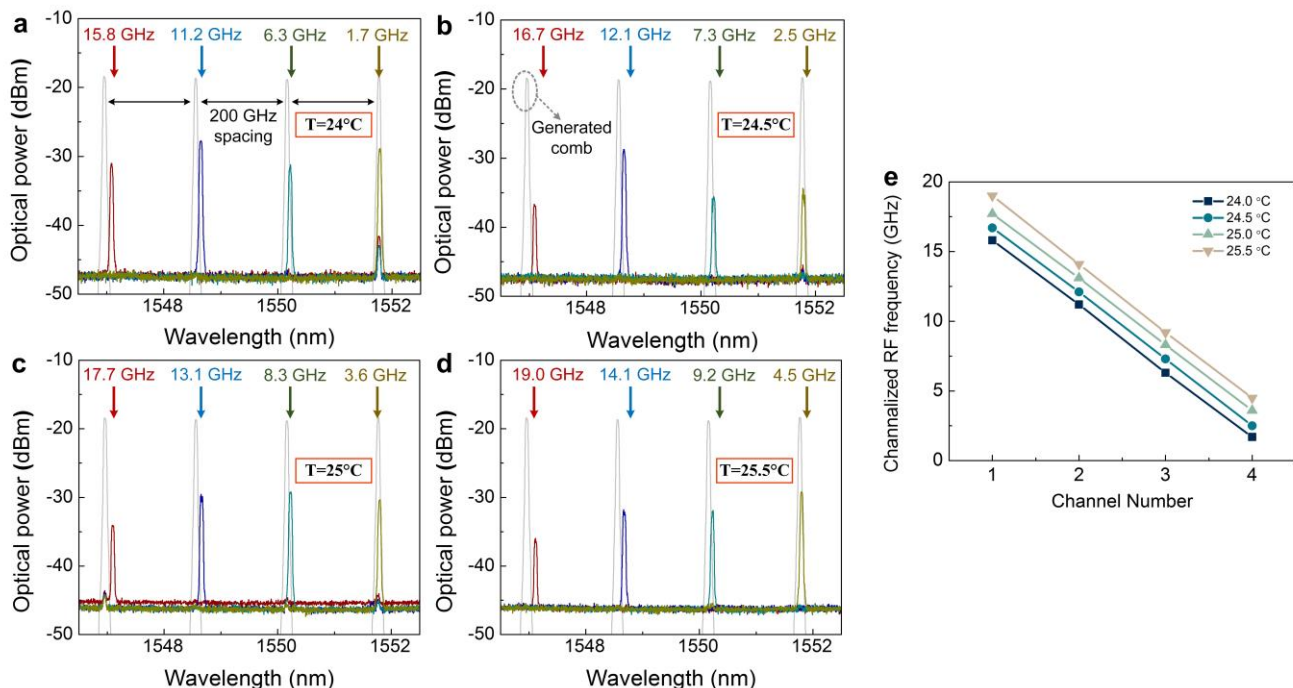 a
-10
15.8 GHz 11.2 GHz 6.3 GHz 1.7 GHz
-20
200 GHz
spacing
T=24°C
-30
-40
-50
Optical power (dBm)
1548 1550 1552
Wavelength (nm)
b
-10
16.7 GHz 12.1 GHz 7.3 GHz 2.5 GHz
-20
Generated
comb
T=24.5°C
-30
-40
-50
Optical power (dBm)
1548 1550 1552
Wavelength (nm)
c
-10
17.7 GHz 13.1 GHz 8.3 GHz 3.6 GHz
-20
T=25°C
-30
-40
-50
Optical power (dBm)
1548 1550 1552
Wavelength (nm)
d
-10
19.0 GHz 14.1 GHz 9.2 GHz 4.5 GHz
-20
T=25.5°C
-30
-40
-50
Optical power (dBm)
1548 1550 1552
Wavelength (nm)
e
20
15
10
5
0
Channelized RF frequency (GHz)
24.0 °C
24.5 °C
25.0 °C
25.5 °C
1 2 3 4
Channel Number